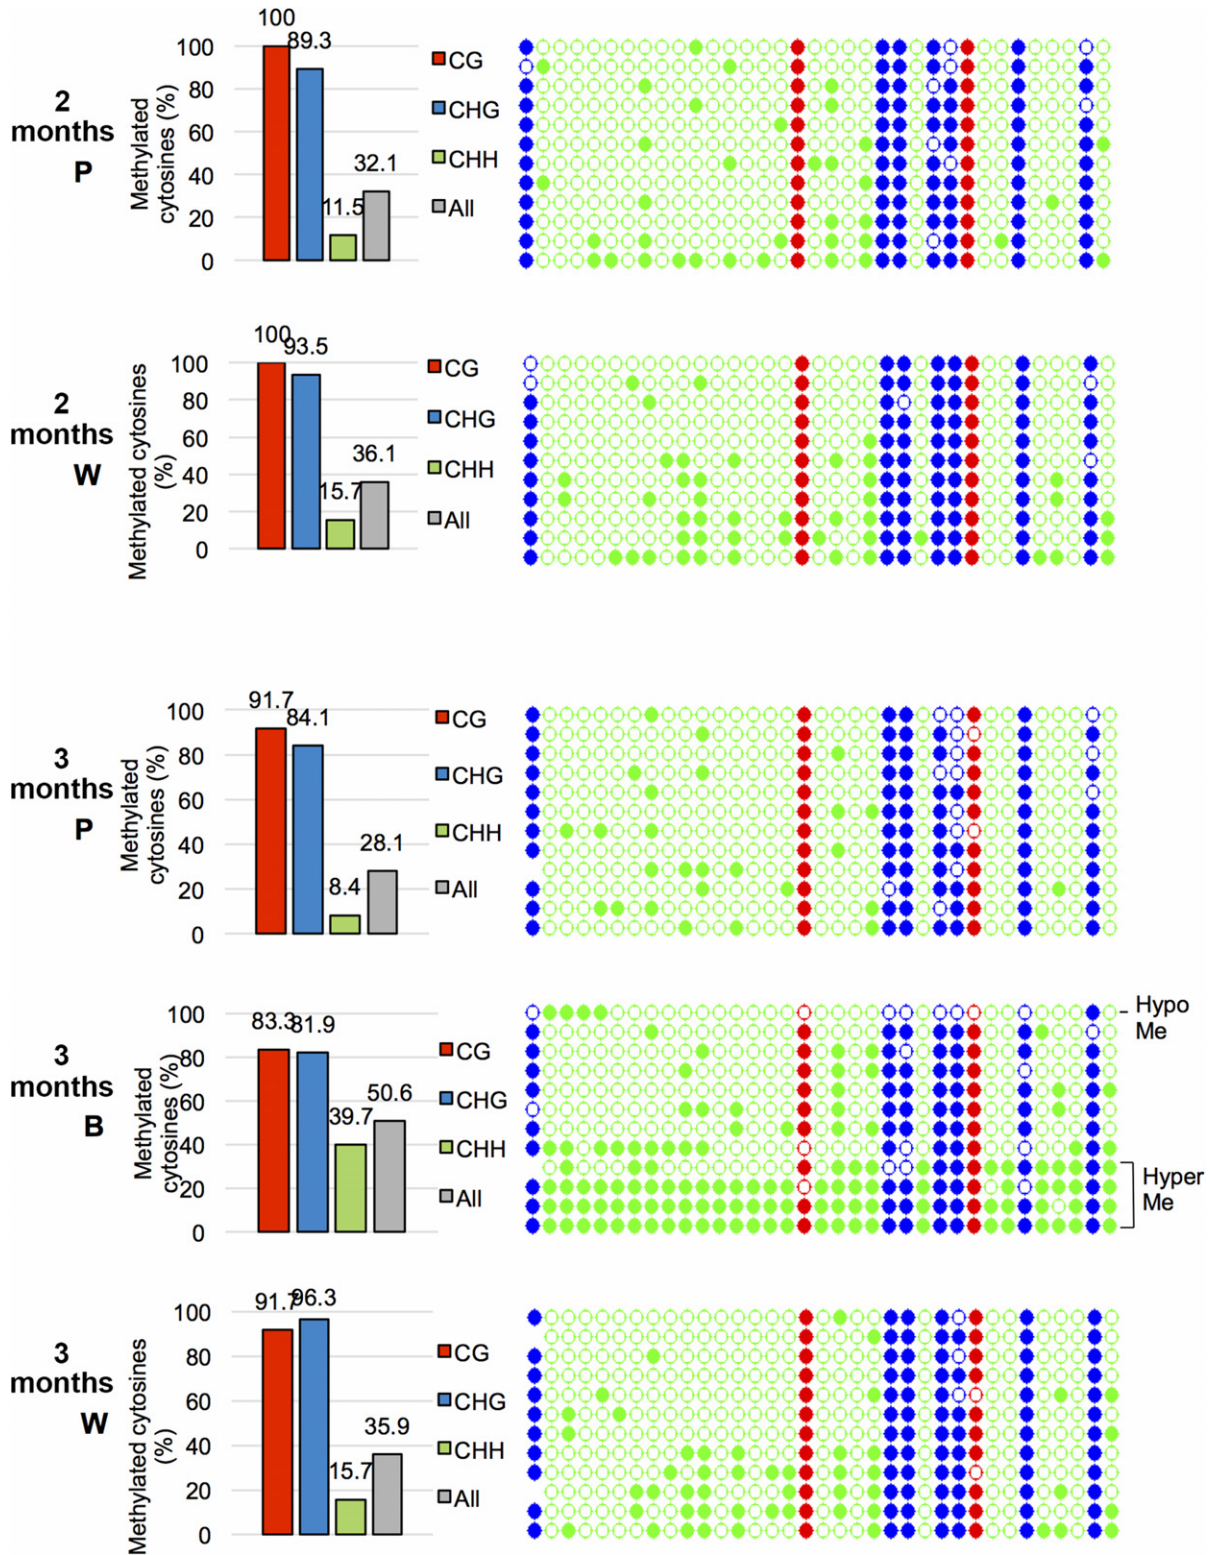 2
months
P
Methylated
cytosines (%)
100
80
60
40
20
0
100
89.3
11.5
32.1
CG
CHG
CHH
All
2
months
W
Methylated cytosines
(%)
100
80
60
40
20
0
100
93.5
15.7
36.1
CG
CHG
CHH
All
3
months
P
Methylated
cytosines (%)
100
80
60
40
20
0
91.7
84.1
8.4
28.1
CG
CHG
CHH
All
3
months
B
Methylated
cytosines (%)
100
80
60
40
20
0
83.3
81.9
39.7
50.6
CG
CHG
CHH
All
Hypo
Me
Hyper
Me
3
months
W
Methylated cytosines
(%)
100
80
60
40
20
0
91.7
96.3
15.7
35.9
CG
CHG
CHH
All